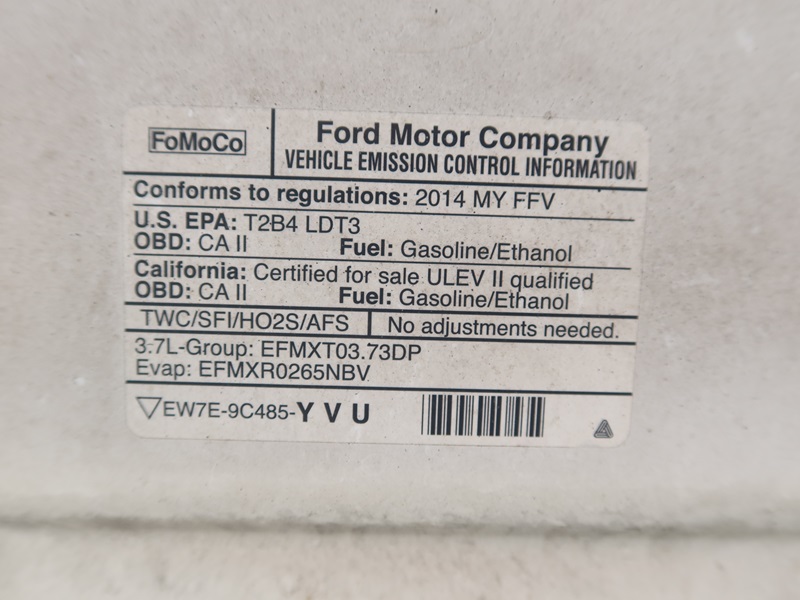 FoMoCo
Ford Motor Company
VEHICLE EMISSION CONTROL INFORMATION
Conforms to regulations: 2014 MY FFV
U.S. EPA: T2B4 LDT3
OBD: CA II Fuel: Gasoline/Ethanol
California: Certified for sale ULEV II qualified
OBD: CA II Fuel: Gasoline/Ethanol
TWC/SFI/HO2S/AFS No adjustments needed.
3.7L-Group: EFMXT03.73DP
Evap: EFMXR0265NBV
▽EW7E-9C485-Y V U